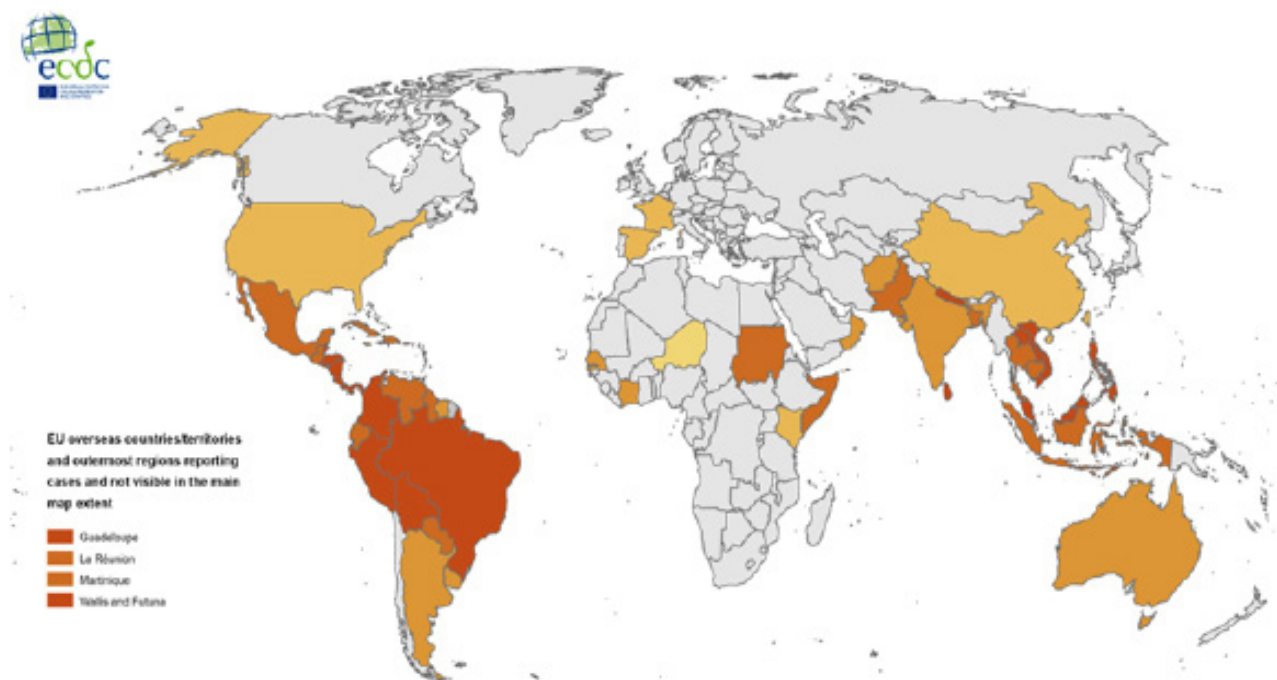 ecdc
EU overseas countries/territories
and outermost regions reporting
cases and not visible in the main
map extent
Guadeloupe
La Réunion
Martinique
Wallis and Futuna